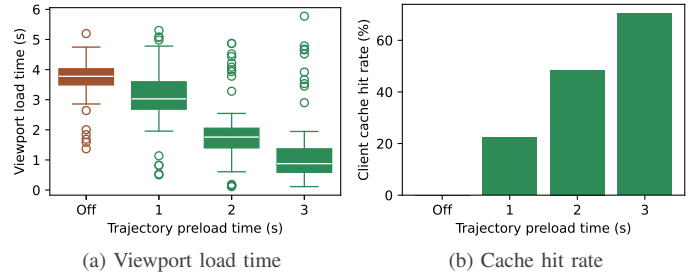 Viewport load time (s)
6
5
4
3
2
1
0
Off
1
2
3
Trajectory preload time (s)
(a) Viewport load time
Client cache hit rate (%)
60
40
20
0
Off
1
2
3
Trajectory preload time (s)
(b) Cache hit rate